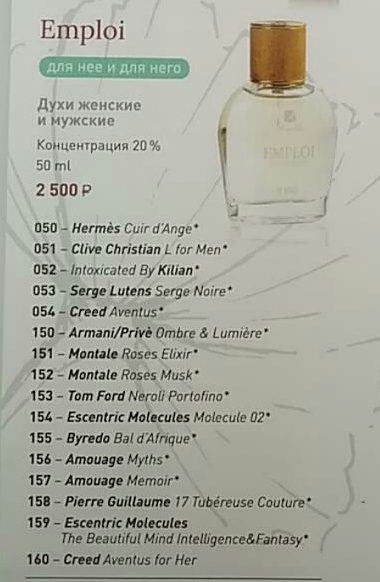 Emploi
для нее и для него
Духи женские
и мужские
Концентрация 20%
50 ml
2 500 ₽
EMPLOI
050 – Hermès Cuir d'Ange*
051 – Clive Christian L for Men*
052 – Intoxicated By Kilian*
053 – Serge Lutens Serge Noire*
054 – Creed Aventus*
150 – Armani/Privè Ombre & Lumière*
151 – Montale Roses Elixir*
152 – Montale Roses Musk*
153 – Tom Ford Neroli Portofino*
154 – Escentric Molecules Molecule 02*
155 – Byredo Bal d'Afrique*
156 – Amouage Myths*
157 – Amouage Memoir*
158 – Pierre Guillaume 17 Tubéreuse Couture*
159 – Escentric Molecules
The Beautiful Mind Intelligence&Fantasy*
160 – Creed Aventus for Her